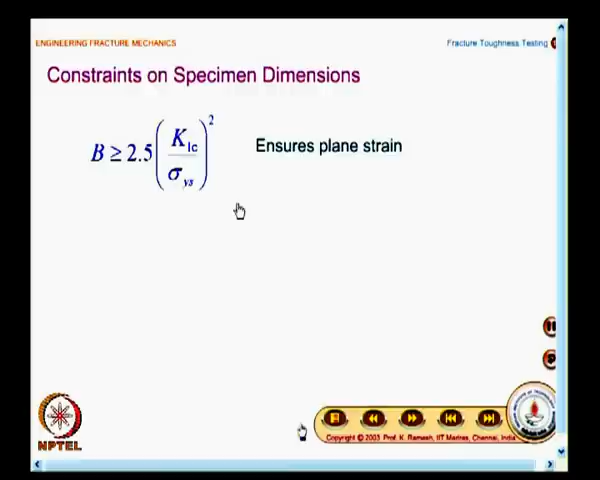 ENGINEERING FRACTURE MECHANICS
Fracture Toughness Testing
Constraints on Specimen Dimensions
B ≥ 2.5 (K_Ic / σ_ys)^2 Ensures plane strain
NPTEL
Copyright © 2003 Prof. K. Ramesh, IIT Madras, Chennai, India